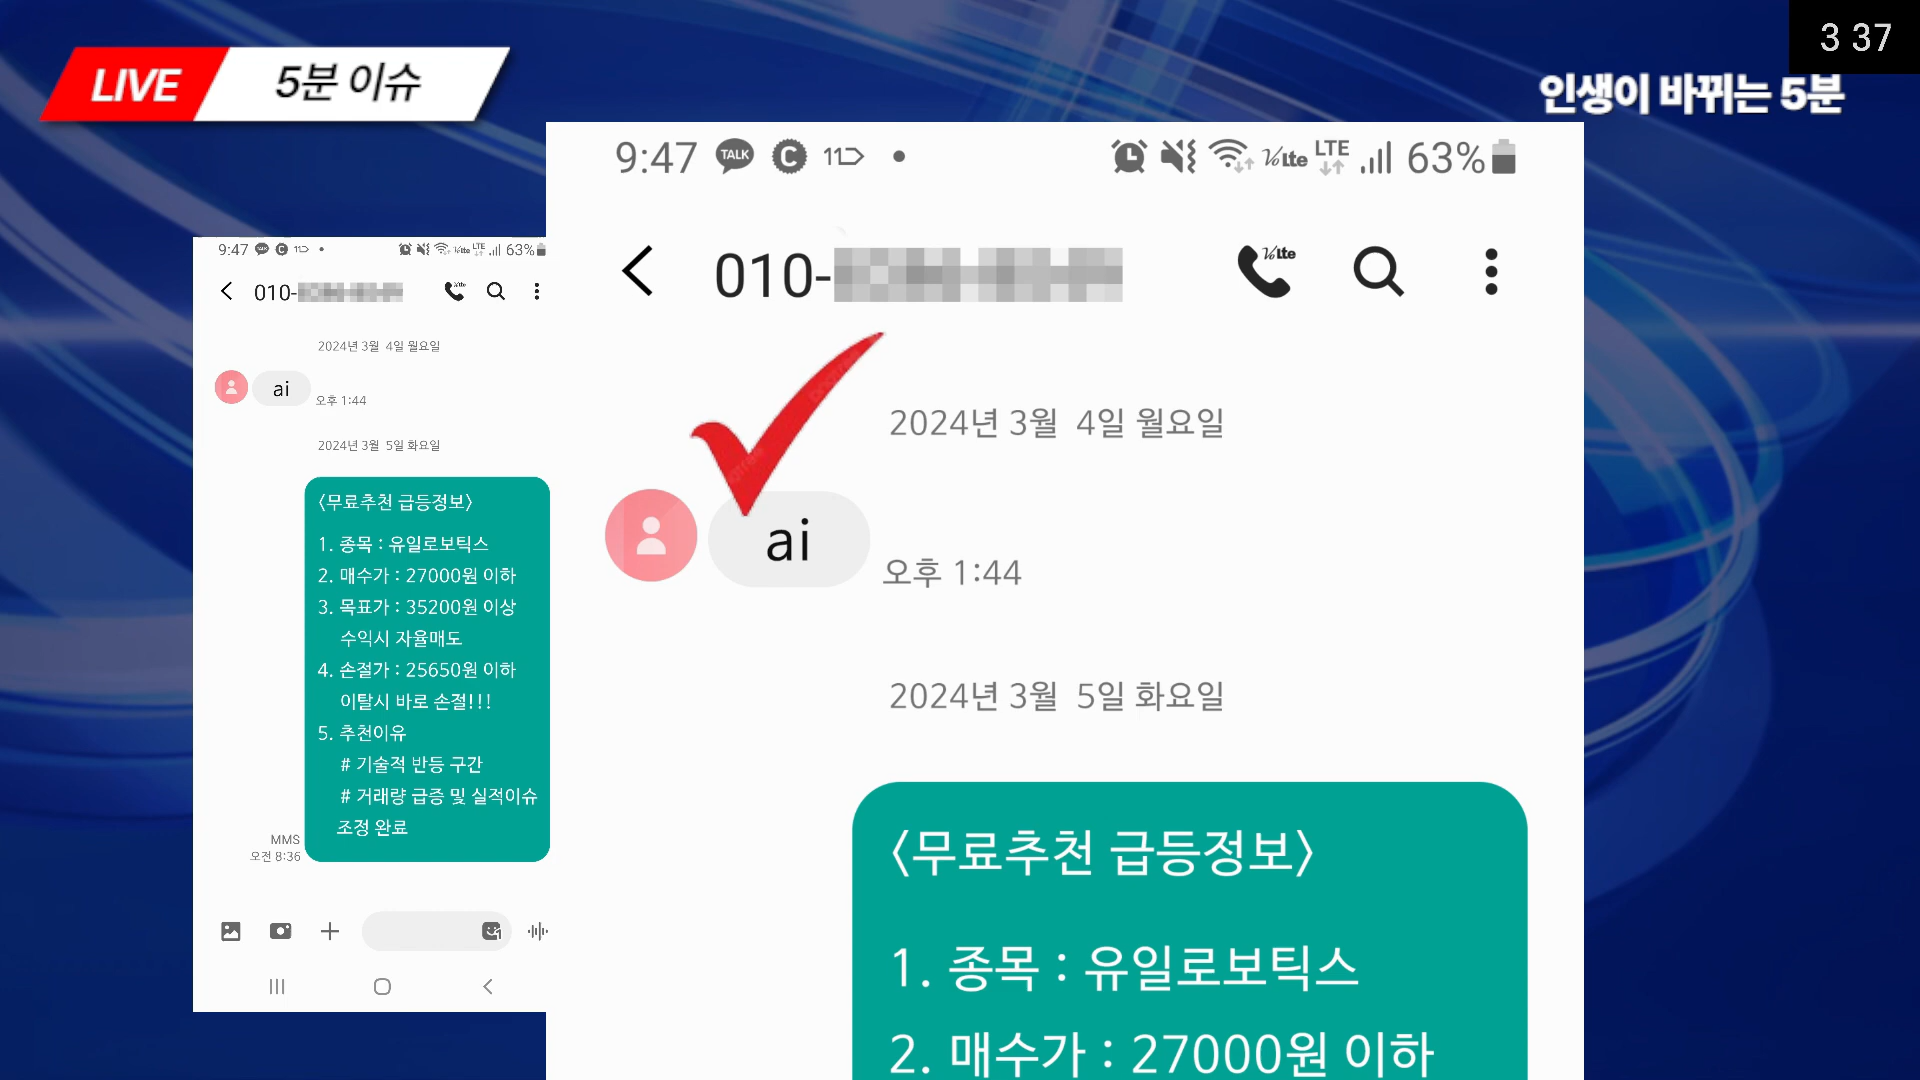 3 37
LIVE 5분 이슈
인생이 바뀌는 5분
9:47 TALK C 11 LTE 63%
010-
2024년 3월 4일 월요일
ai
오후 1:44
2024년 3월 5일 화요일
〈무료추천 급등정보〉
1. 종목 : 유일로보틱스
2. 매수가 : 27000원 이하
3. 목표가 : 35200원 이상
수익시 자율매도
4. 손절가 : 25650원 이하
이탈시 바로 손절!!!
5. 추천이유
# 기술적 반등 구간
# 거래량 급증 및 실적이슈
조정 완료
MMS
오전 8:36
9:47 TALK C 11 VoLTE LTE 63%
010- VoLTE
2024년 3월 4일 월요일
ai
오후 1:44
2024년 3월 5일 화요일
〈무료추천 급등정보〉
1. 종목 : 유일로보틱스
2. 매수가 : 27000원 이하